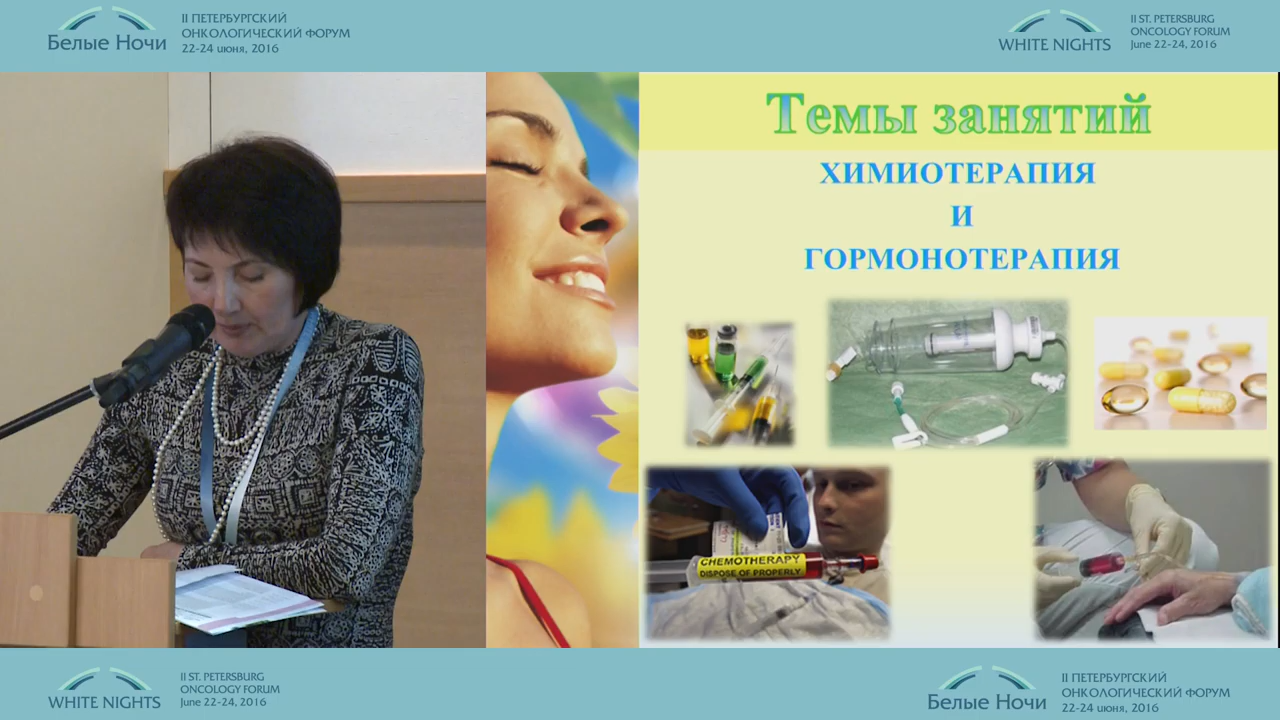 Белые Ночи
II ПЕТЕРБУРГСКИЙ
ОНКОЛОГИЧЕСКИЙ ФОРУМ
22-24 июня, 2016
WHITE NIGHTS
II ST. PETERSBURG
ONCOLOGY FORUM
June 22-24, 2016
Темы занятий
ХИМИОТЕРАПИЯ
И
ГОРМОНОТЕРАПИЯ
CHEMOTHERAPY
DISPOSE OF PROPERLY
WHITE NIGHTS
II ST. PETERSBURG
ONCOLOGY FORUM
June 22-24, 2016
Белые Ночи
II ПЕТЕРБУРГСКИЙ
ОНКОЛОГИЧЕСКИЙ ФОРУМ
22-24 июня, 2016